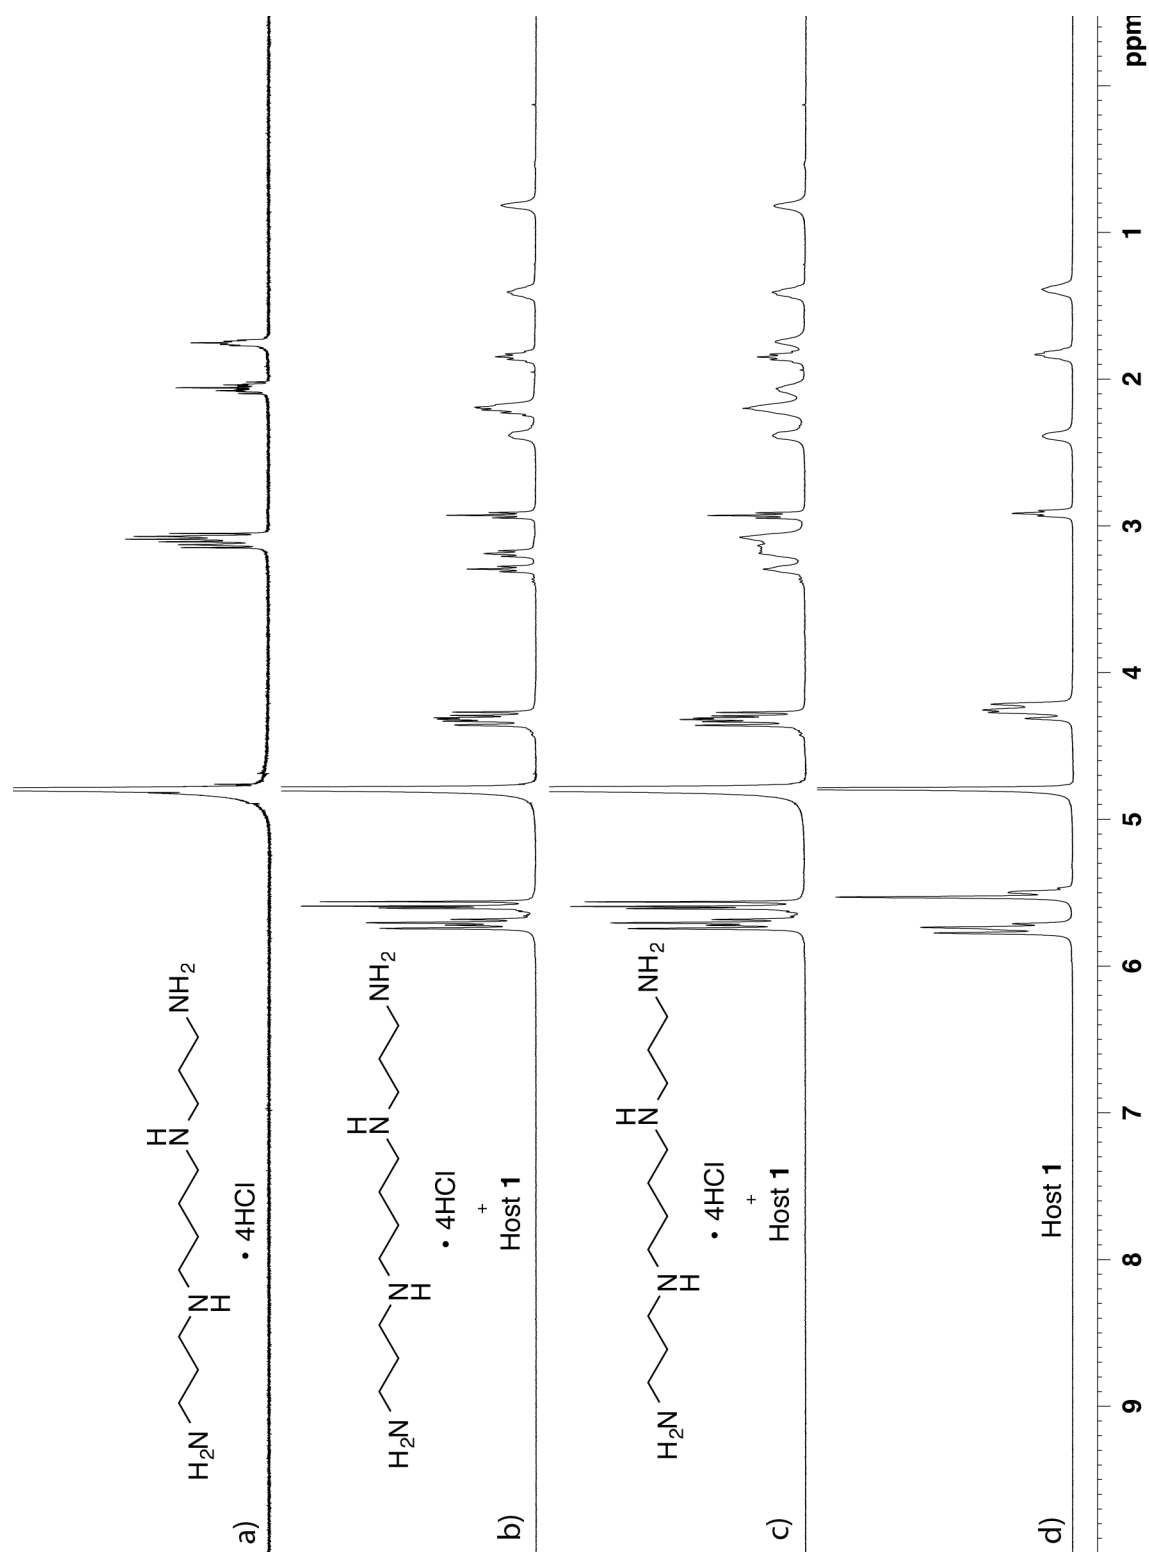 H
N NH2
H2N N
H
• 4HCl
a)
H
N NH2
H2N N
H
• 4HCl
+
Host 1
b)
H
N NH2
H2N N
H
• 4HCl
+
Host 1
c)
Host 1
d)
9 8 7 6 5 4 3 2 1 ppm